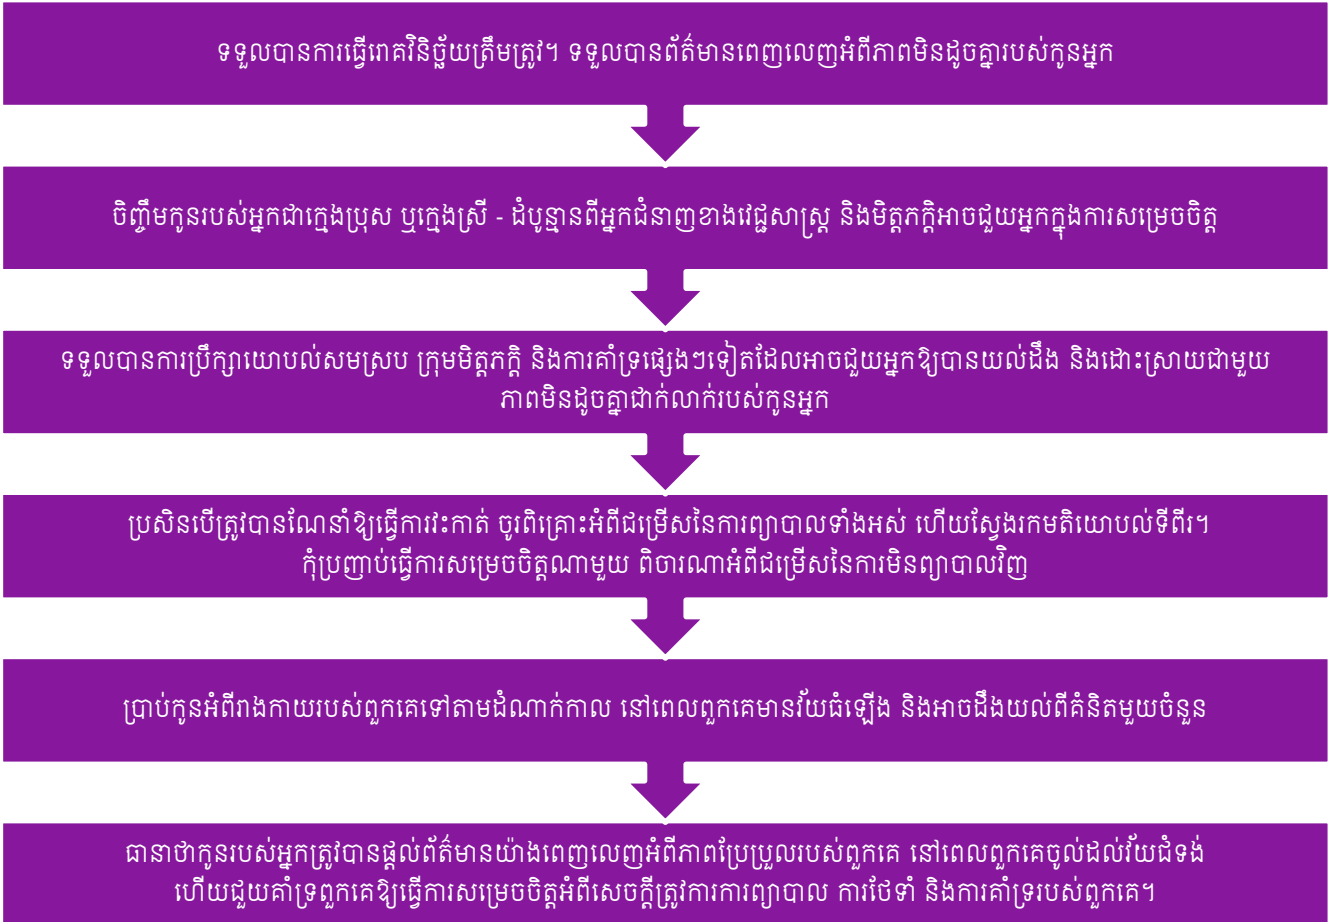 ទទួលបានការធ្វើរោគវិនិច្ឆ័យត្រឹមត្រូវ។ ទទួលបានព័ត៌មានពេញលេញអំពីភាពមិនដូចគ្នារបស់កូនអ្នក
ចិញ្ចឹមកូនរបស់អ្នកជាក្មេងប្រុស ឬក្មេងស្រី - ដំបូន្មានពីអ្នកជំនាញខាងវេជ្ជសាស្ត្រ និងមិត្តភក្តិអាចជួយអ្នកក្នុងការសម្រេចចិត្ត
ទទួលបានការប្រឹក្សាយោបល់សមស្រប ក្រុមមិត្តភក្តិ និងការគាំទ្រផ្សេងៗទៀតដែលអាចជួយអ្នកឱ្យបានយល់ដឹង និងដោះស្រាយជាមួយ
ភាពមិនដូចគ្នាជាក់លាក់របស់កូនអ្នក
ប្រសិនបើត្រូវបានណែនាំឱ្យធ្វើការវះកាត់ ចូរពិគ្រោះអំពីជម្រើសនៃការព្យាបាលទាំងអស់ ហើយស្វែងរកមតិយោបល់ទីពីរ។
កុំប្រញាប់ធ្វើការសម្រេចចិត្តណាមួយ ពិចារណាអំពីជម្រើសនៃការមិនព្យាបាលវិញ
ប្រាប់កូនអំពីរាងកាយរបស់ពួកគេទៅតាមដំណាក់កាល នៅពេលពួកគេមានវ័យធំឡើង និងអាចដឹងយល់ពីគំនិតមួយចំនួន
ធានាថាកូនរបស់អ្នកត្រូវបានផ្តល់ព័ត៌មានយ៉ាងពេញលេញអំពីភាពប្រែប្រួលរបស់ពួកគេ នៅពេលពួកគេចូល់ដល់វ័យជំទង់
ហើយជួយគាំទ្រពួកគេឱ្យធ្វើការសម្រេចចិត្តអំពីសេចក្តីត្រូវការការព្យាបាល ការថែទាំ និងការគាំទ្ររបស់ពួកគេ។